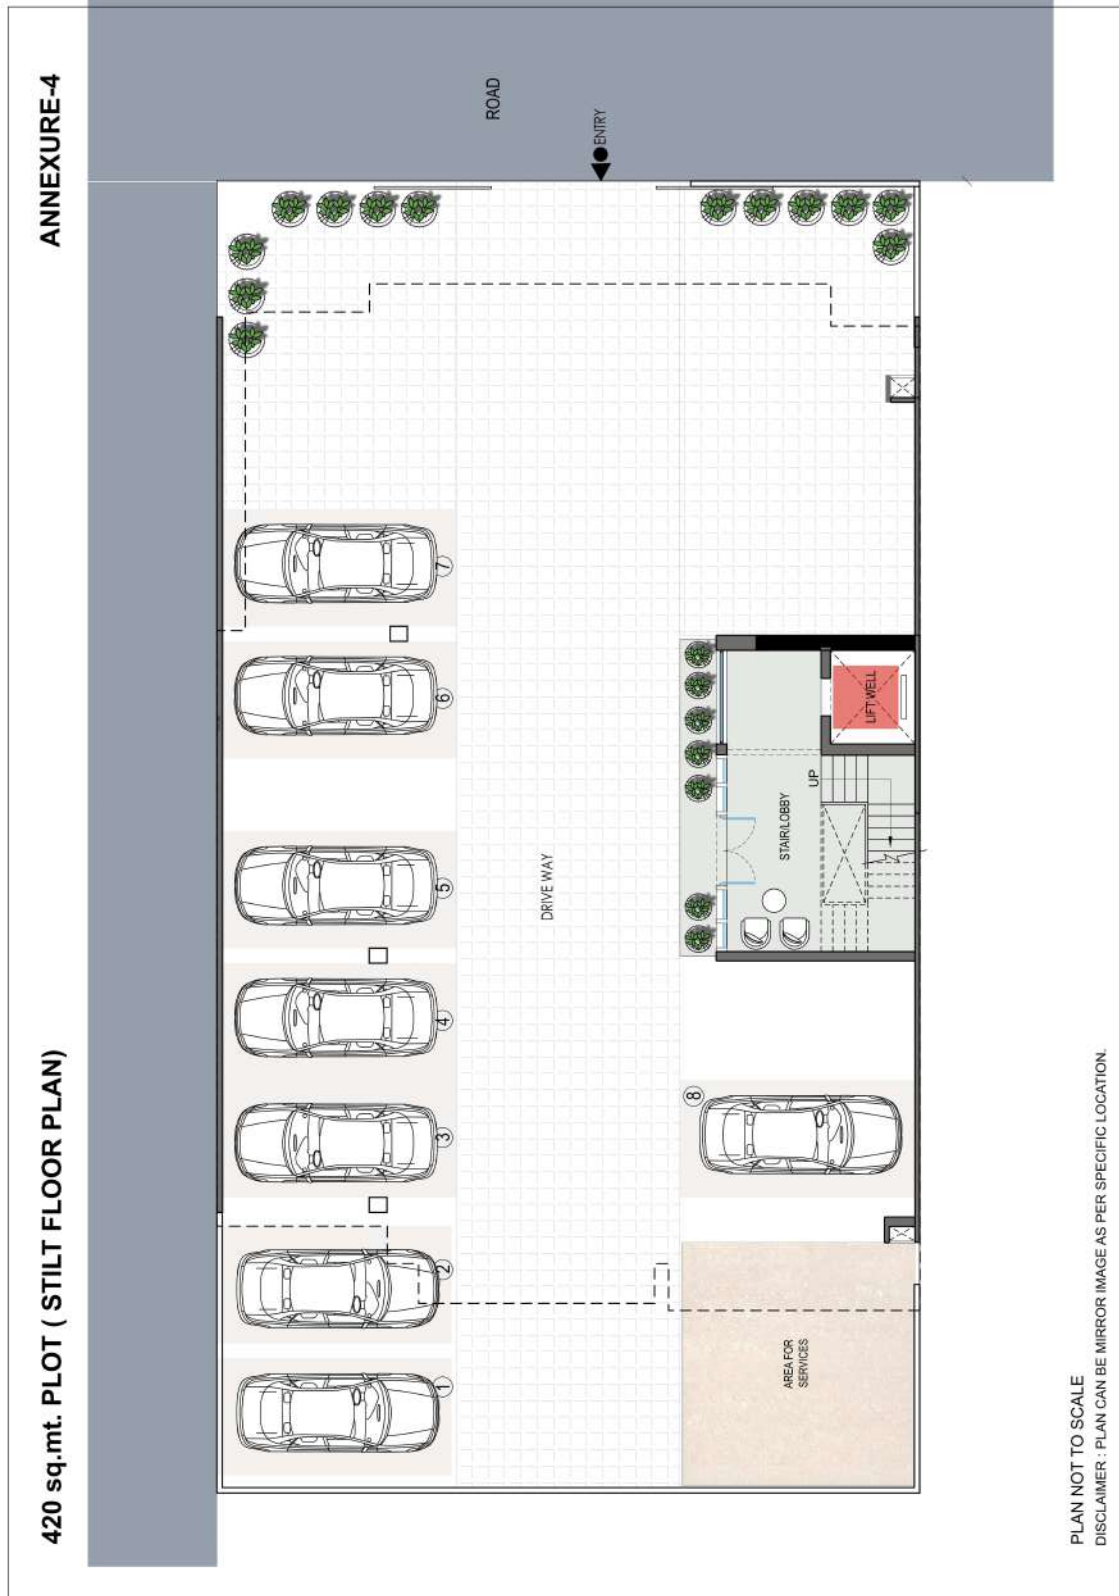 420 sq.mt. PLOT ( STILT FLOOR PLAN)
ANNEXURE-4
ROAD
ENTRY
DRIVE WAY
1
2
3
4
5
6
7
8
AREA FOR
SERVICES
STAIR/LOBBY
UP
LIFT WELL
PLAN NOT TO SCALE
DISCLAIMER : PLAN CAN BE MIRROR IMAGE AS PER SPECIFIC LOCATION.